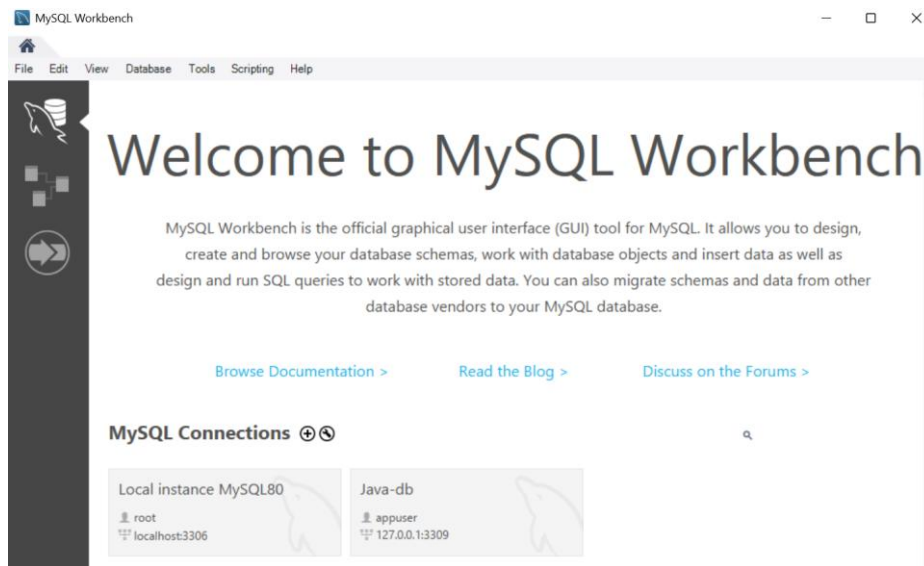 MySQL Workbench
File Edit View Database Tools Scripting Help
Welcome to MySQL Workbench
MySQL Workbench is the official graphical user interface (GUI) tool for MySQL. It allows you to design,
create and browse your database schemas, work with database objects and insert data as well as
design and run SQL queries to work with stored data. You can also migrate schemas and data from other
database vendors to your MySQL database.
Browse Documentation > Read the Blog > Discuss on the Forums >
MySQL Connections
Local instance MySQL80 Java-db
root appuser
localhost:3306 127.0.0.1:3309